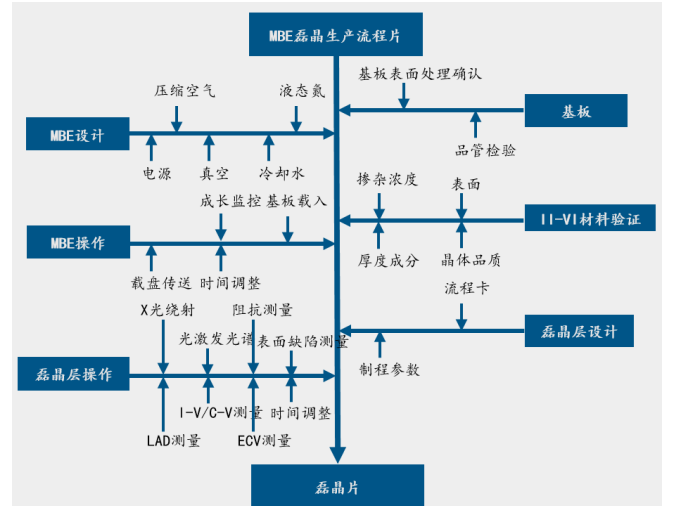 MBE磊晶生产流程片
基板表面处理确认
压缩空气
液态氮
基板
MBE设计
品管检验
电源
真空
冷却水
掺杂浓度
表面
成长监控
基板载入
II-VI材料验证
MBE操作
厚度成分
晶体品质
载盘传送
时间调整
流程卡
X光绕射
阻抗测量
光激发光谱
表面缺陷测量
磊晶层设计
制程参数
磊晶层操作
I-V/C-V测量
时间调整
LAD测量
ECV测量
磊晶片